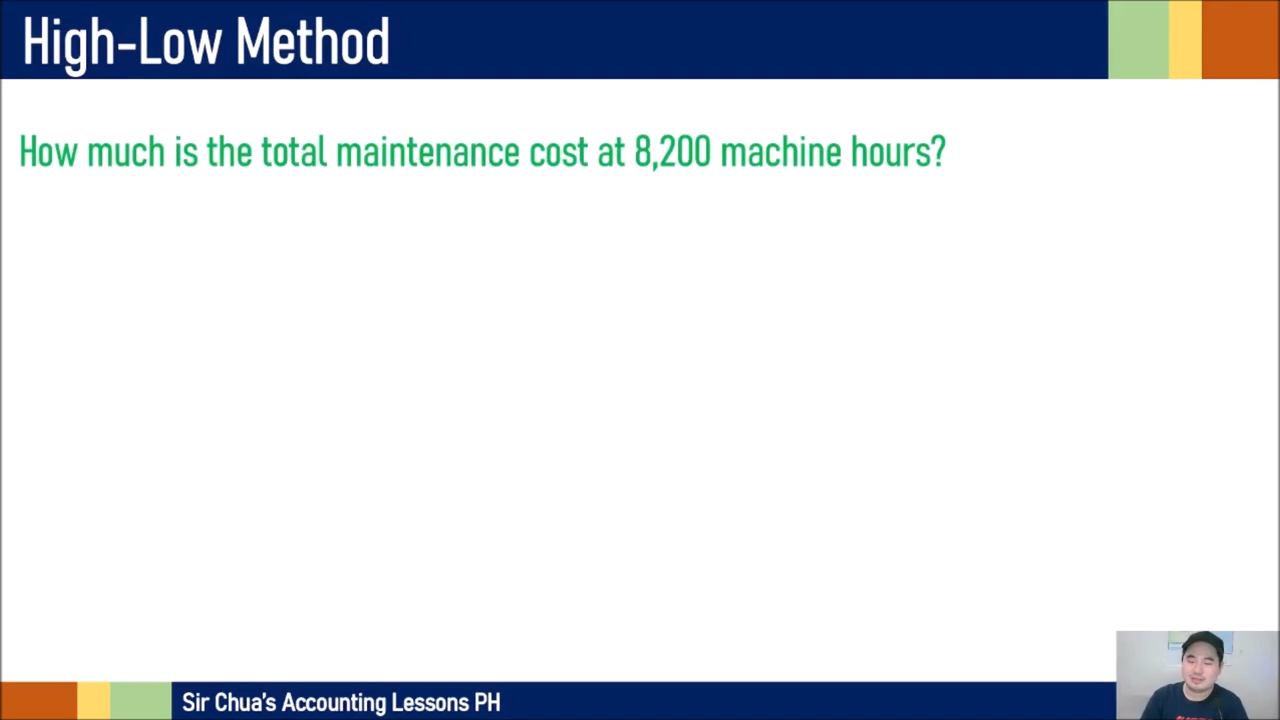 High-Low Method
How much is the total maintenance cost at 8,200 machine hours?
Sir Chua's Accounting Lessons PH